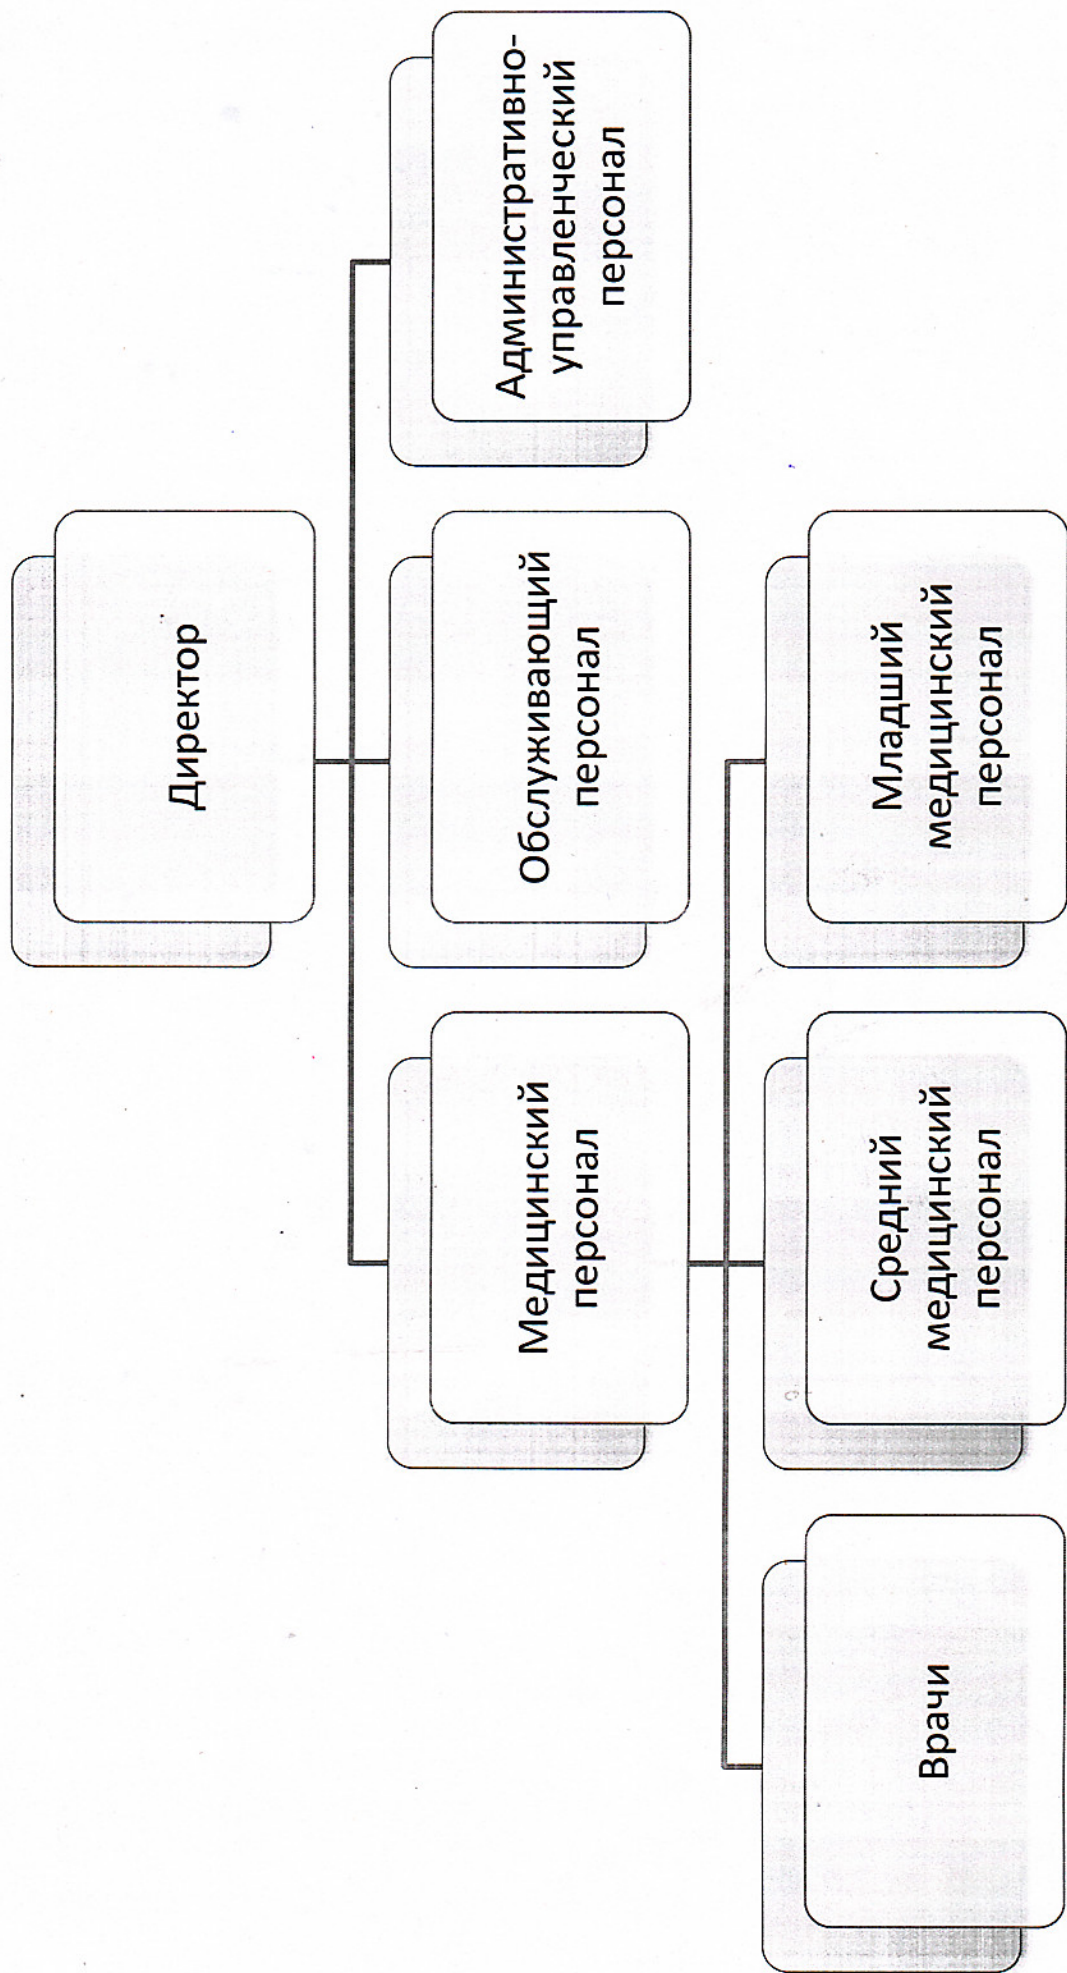 Директор
Медицинский
персонал
Обслуживающий
персонал
Административно-
управленческий
персонал
Врачи
Средний
медицинский
персонал
Младший
медицинский
персонал